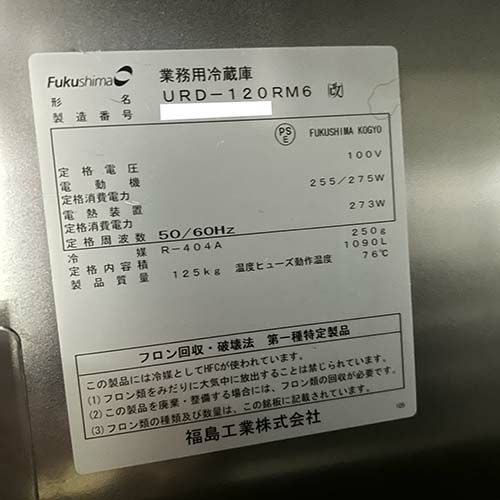 Fukushima 業務用冷蔵庫
形名 URD-120RM6 改
製造番号
PS E FUKUSHIMA KOGYO
定格電圧 100V
電動機
定格消費電力 255/275W
電熱装置
定格消費電力 273W
定格周波数 50/60Hz
冷媒 R-404A 250g
定格内容積 1090L
製品質量 125kg 温度ヒューズ動作温度 76℃
フロン回収・破壊法 第一種特定製品
この製品には冷媒としてHFCが使われています。
(1) フロン類をみだりに大気中に放出することは禁じられています。
(2) この製品を廃棄・整備する場合には、フロン類の回収が必要です。
(3) フロン類の種類及び数量は、この銘板に記載されています。
福島工業株式会社